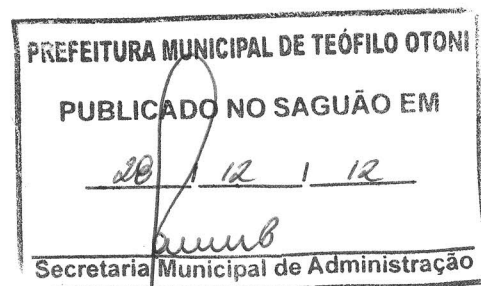 PREFEITURA MUNICIPAL DE TEÓFILO OTONI
PUBLICADO NO SAGUÃO EM
28 / 12 / 12
Secretaria Municipal de Administração